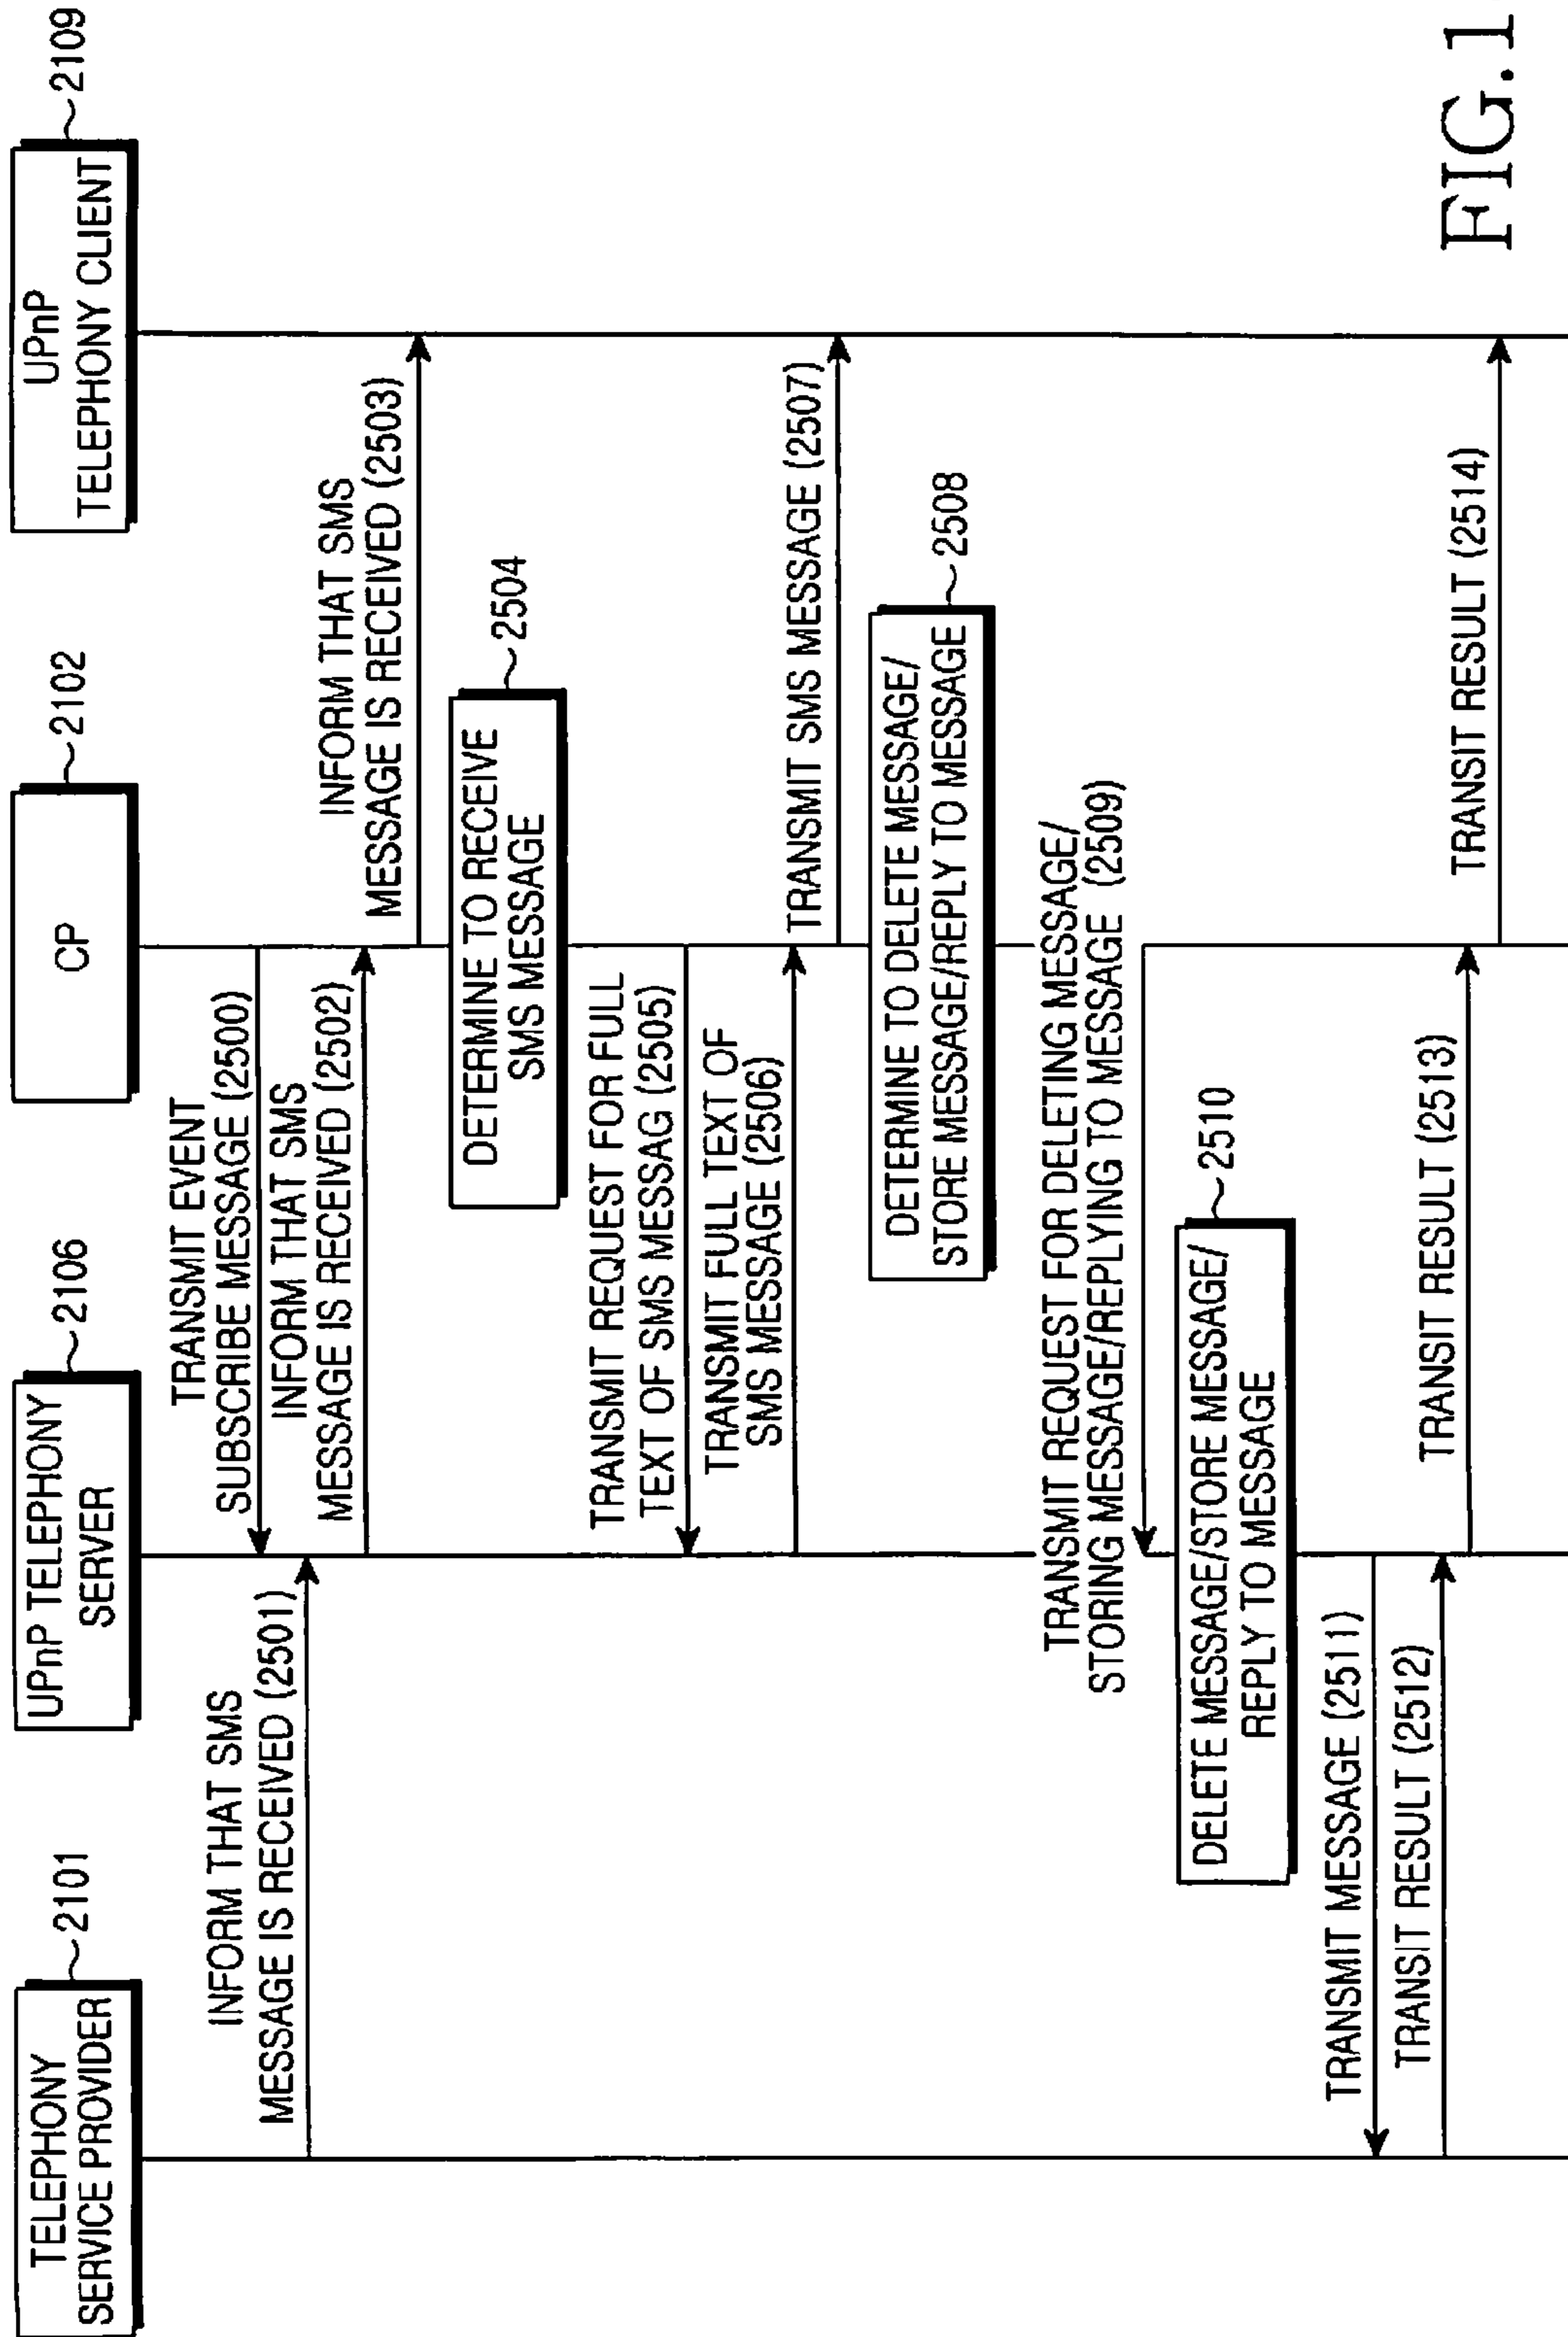 TELEPHONY
SERVICE PROVIDER
2101
UPnP TELEPHONY
SERVER
2106
CP
2102
UPnP
TELEPHONY CLIENT
2109
TRANSMIT EVENT
SUBSCRIBE MESSAGE (2500)
INFORM THAT SMS
MESSAGE IS RECEIVED (2501)
INFORM THAT SMS
MESSAGE IS RECEIVED (2502)
INFORM THAT SMS
MESSAGE IS RECEIVED (2503)
DETERMINE TO RECEIVE
SMS MESSAGE
2504
TRANSMIT REQUEST FOR FULL
TEXT OF SMS MESSAG (2505)
TRANSMIT FULL TEXT OF
SMS MESSAGE (2506)
TRANSMIT SMS MESSAGE (2507)
DETERMINE TO DELETE MESSAGE/
STORE MESSAGE/REPLY TO MESSAGE
2508
TRANSMIT REQUEST FOR DELETING MESSAGE/
STORING MESSAGE/REPLYING TO MESSAGE (2509)
DELETE MESSAGE/STORE MESSAGE/
REPLY TO MESSAGE
2510
TRANSMIT MESSAGE (2511)
TRANSIT RESULT (2512)
TRANSIT RESULT (2513)
TRANSIT RESULT (2514)
FIG.1